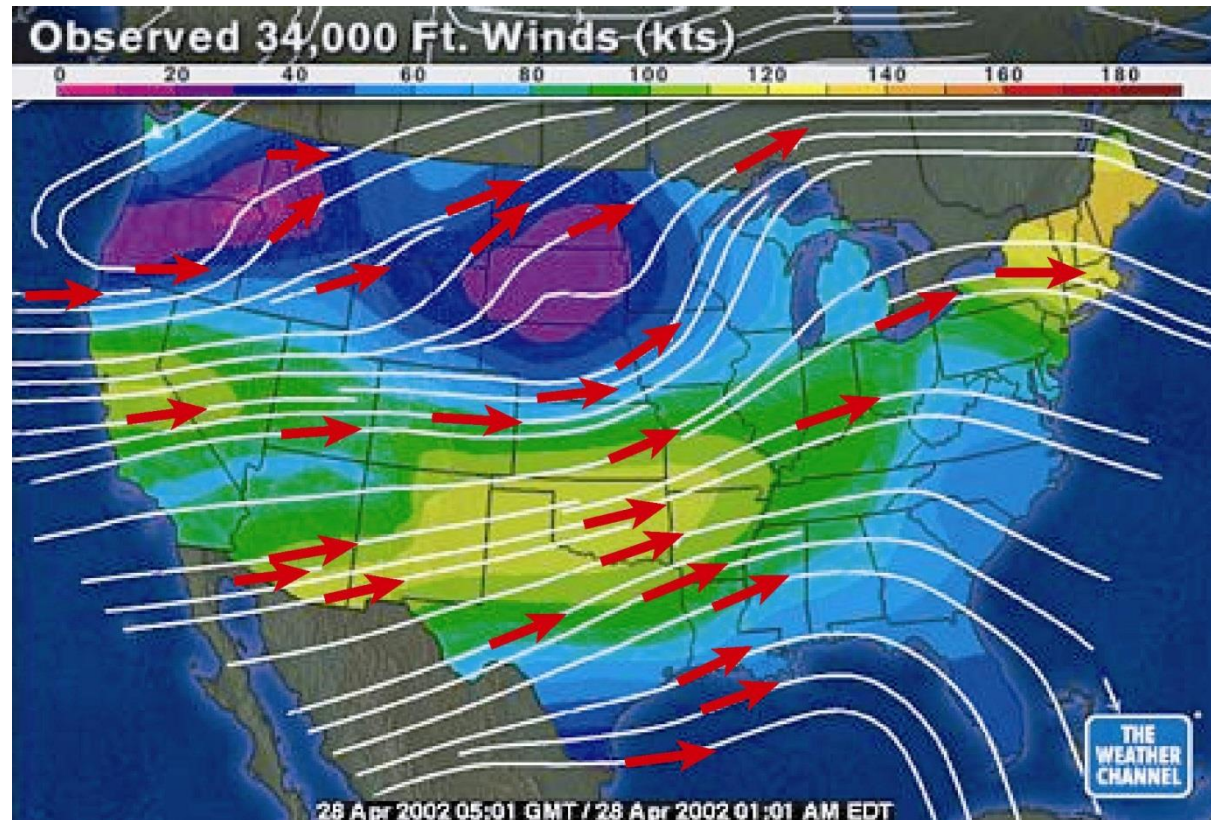 Observed 34,000 Ft. Winds (kts)
0 20 40 60 80 100 120 140 160 180
THE
WEATHER
CHANNEL
28 Apr 2002 05:01 GMT / 28 Apr 2002 01:01 AM EDT